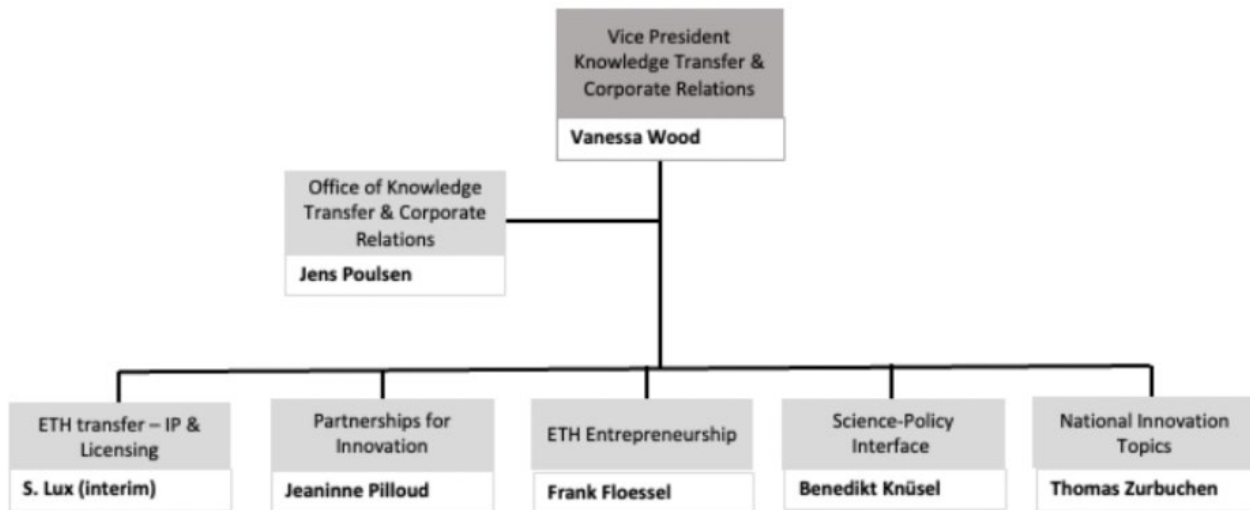 Vice President
Knowledge Transfer &
Corporate Relations
Vanessa Wood
Office of Knowledge
Transfer & Corporate
Relations
Jens Poulsen
ETH transfer – IP &
Licensing
S. Lux (interim)
Partnerships for
Innovation
Jeaninne Pilloud
ETH Entrepreneurship
Frank Floessel
Science-Policy
Interface
Benedikt Knüsel
National Innovation
Topics
Thomas Zurbuchen